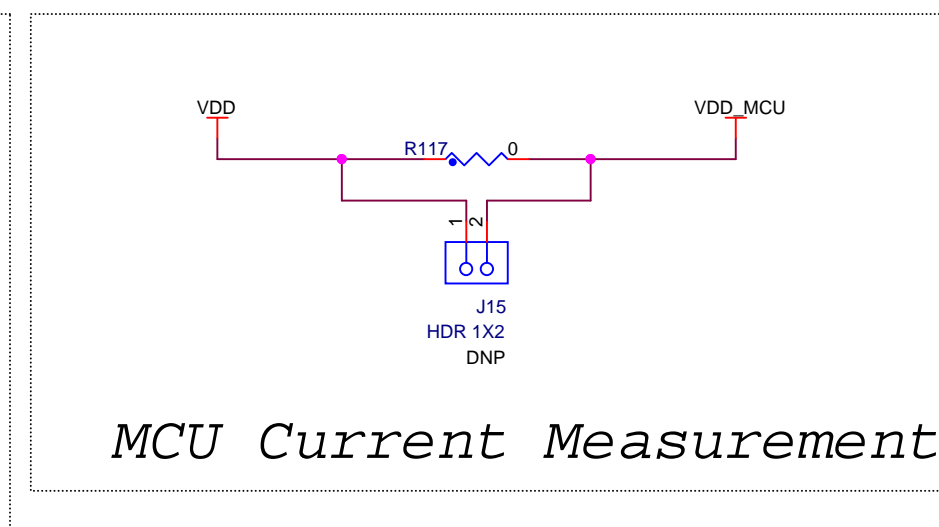 VDD
VDD_MCU
R117
0
1
2
J15
HDR 1X2
DNP
MCU Current Measurement